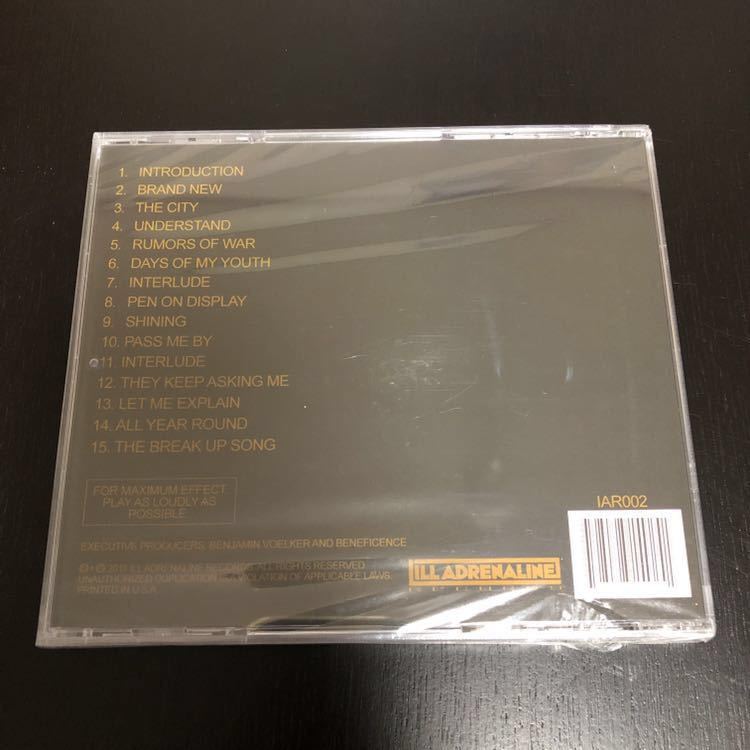 1. INTRODUCTION
2. BRAND NEW
3. THE CITY
4. UNDERSTAND
5. RUMORS OF WAR
6. DAYS OF MY YOUTH
7. INTERLUDE
8. PEN ON DISPLAY
9. SHINING
10. PASS ME BY
11. INTERLUDE
12. THEY KEEP ASKING ME
13. LET ME EXPLAIN
14. ALL YEAR ROUND
15. THE BREAK UP SONG
FOR MAXIMUM EFFECT
PLAY AS LOUDLY AS
POSSIBLE
IAR002
EXECUTIVE PRODUCERS: BENJAMIN VOELKER AND BENEFICENCE
2011 ILL ADRENALINE RECORDS. ALL RIGHTS RESERVED
UNAUTHORIZED DUPLICATION IS A VIOLATION OF APPLICABLE LAWS.
PRINTED IN U.S.A.
ILL ADRENALINE